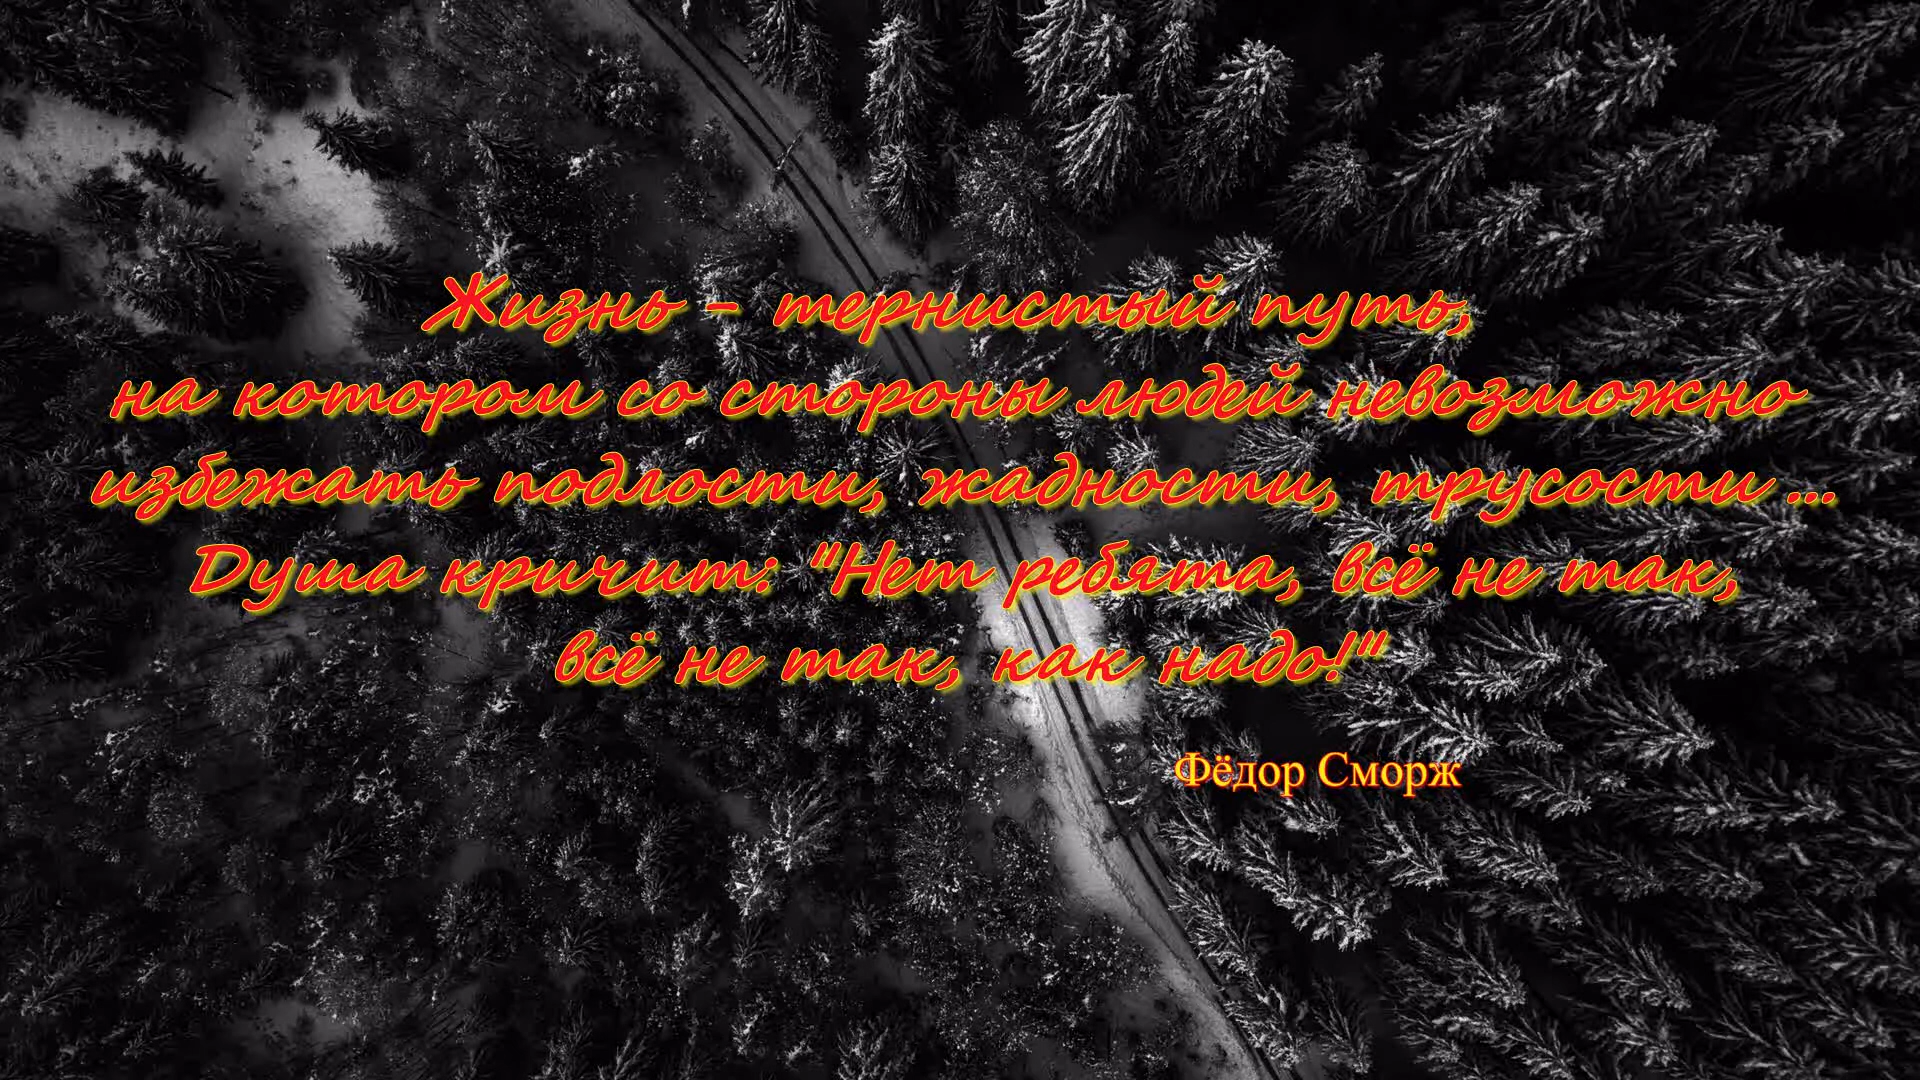 Жизнь - тернистый путь,
на котором со стороны людей невозможно
избежать подлости, жадности, трусости ...
Душа кричит: "Нет ребята, всё не так,
всё не так, как надо!"
Фёдор Сморж